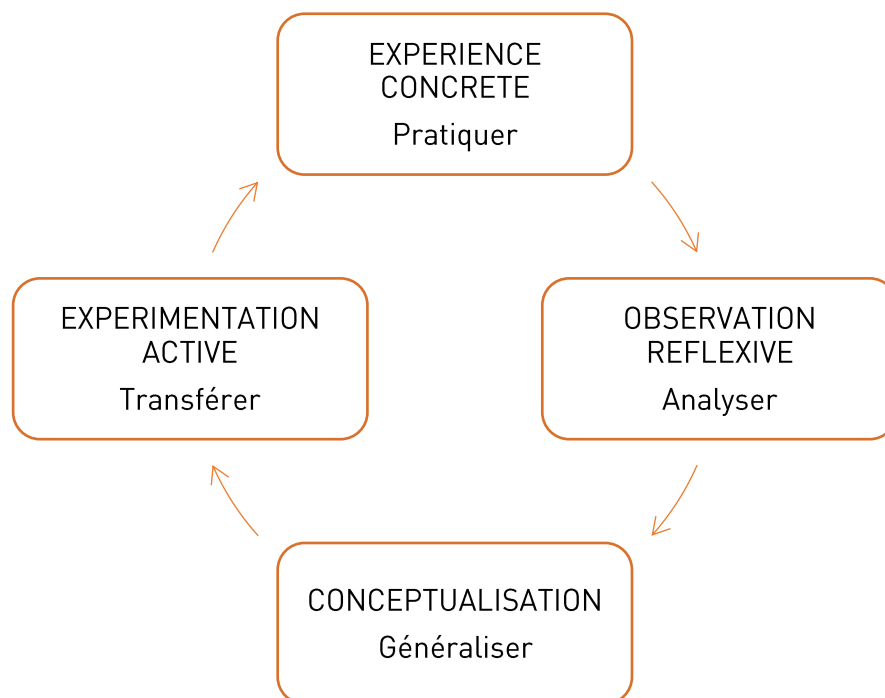 EXPERIENCE
CONCRETE
Pratiquer
EXPERIMENTATION
ACTIVE
Transférer
OBSERVATION
REFLEXIVE
Analyser
CONCEPTUALISATION
Généraliser